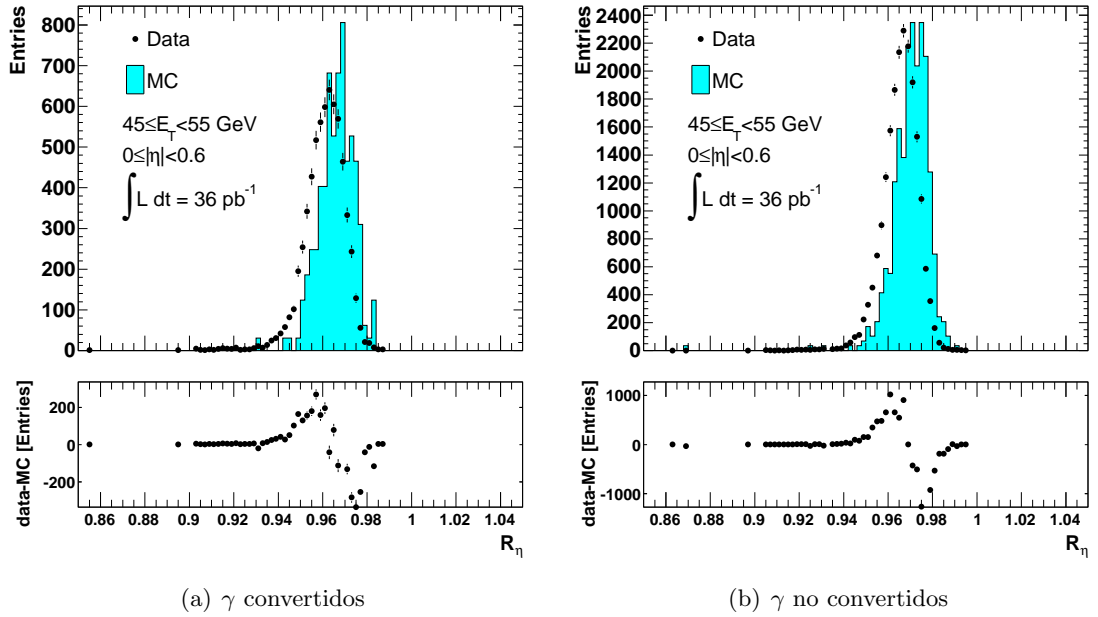 Entries
800
700
600
500
400
300
200
100
0
Data
MC
45≤E_T<55 GeV
0≤|η|<0.6
∫ L dt = 36 pb⁻¹
data-MC [Entries]
200
0
-200
0.86 0.88 0.9 0.92 0.94 0.96 0.98 1 1.02 1.04
R_η
(a) γ convertidos
Entries
2400
2200
2000
1800
1600
1400
1200
1000
800
600
400
200
0
Data
MC
45≤E_T<55 GeV
0≤|η|<0.6
∫ L dt = 36 pb⁻¹
data-MC [Entries]
1000
0
-1000
0.86 0.88 0.9 0.92 0.94 0.96 0.98 1 1.02 1.04
R_η
(b) γ no convertidos